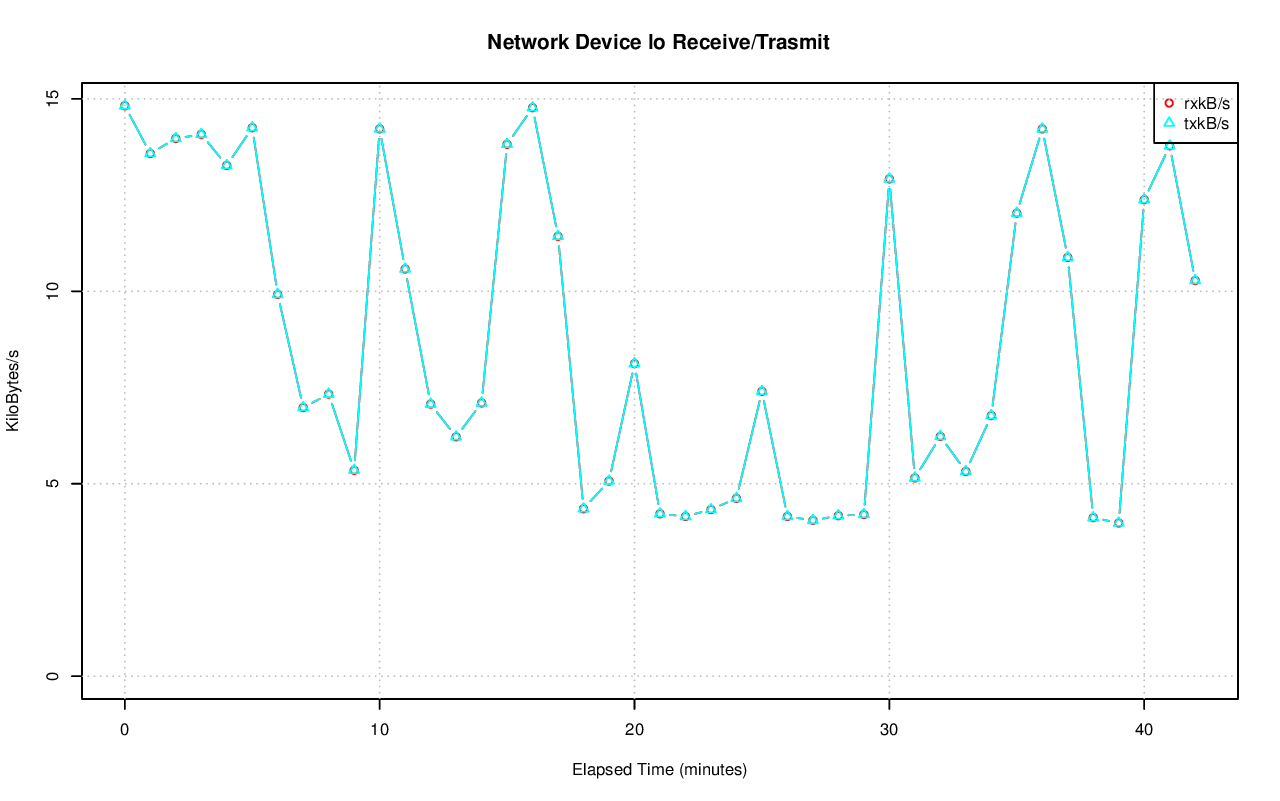 Network Device lo Receive/Trasmit
rxkB/s
txkB/s
KiloBytes/s
15
10
5
0
0 10 20 30 40
Elapsed Time (minutes)